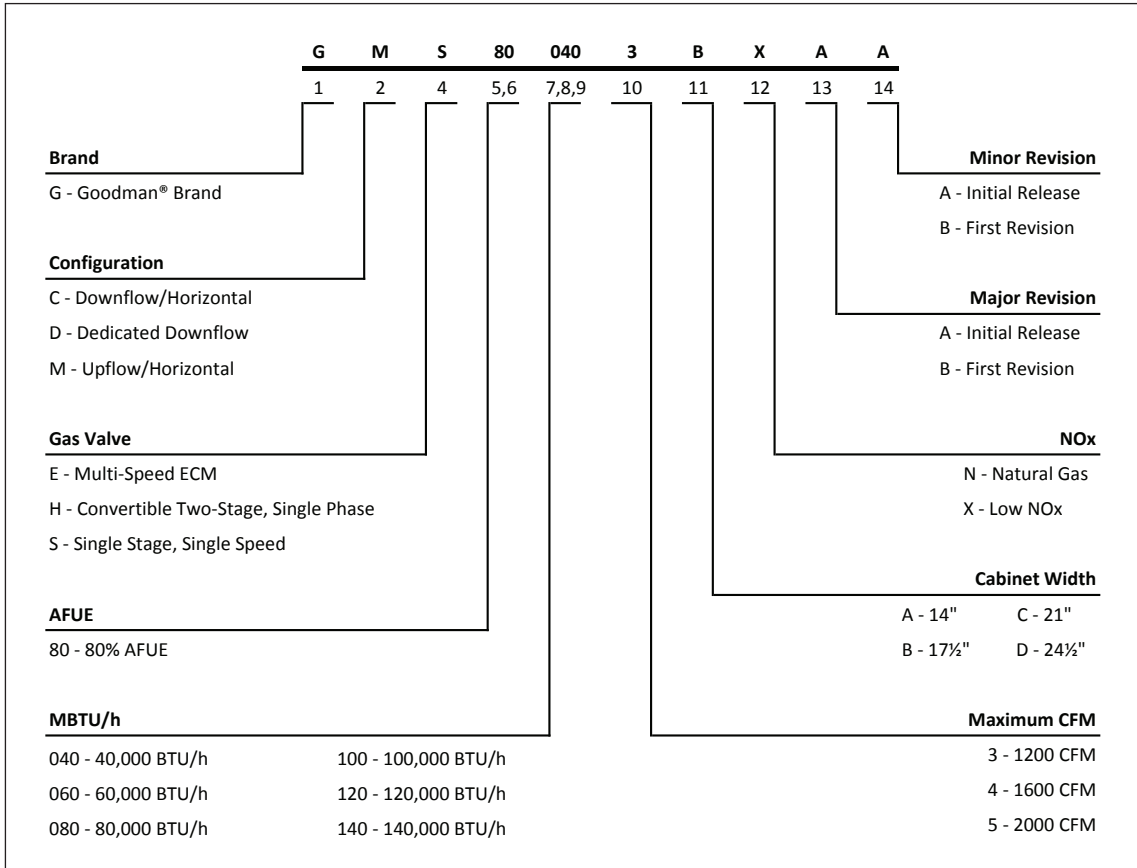 G M S 80 040 3 B X A A
1 2 4 5,6 7,8,9 10 11 12 13 14
Brand
G - Goodman® Brand
Configuration
C - Downflow/Horizontal
D - Dedicated Downflow
M - Upflow/Horizontal
Gas Valve
E - Multi-Speed ECM
H - Convertible Two-Stage, Single Phase
S - Single Stage, Single Speed
AFUE
80 - 80% AFUE
MBTU/h
040 - 40,000 BTU/h 100 - 100,000 BTU/h
060 - 60,000 BTU/h 120 - 120,000 BTU/h
080 - 80,000 BTU/h 140 - 140,000 BTU/h
Minor Revision
A - Initial Release
B - First Revision
Major Revision
A - Initial Release
B - First Revision
NOx
N - Natural Gas
X - Low NOx
Cabinet Width
A - 14" C - 21"
B - 17½" D - 24½"
Maximum CFM
3 - 1200 CFM
4 - 1600 CFM
5 - 2000 CFM